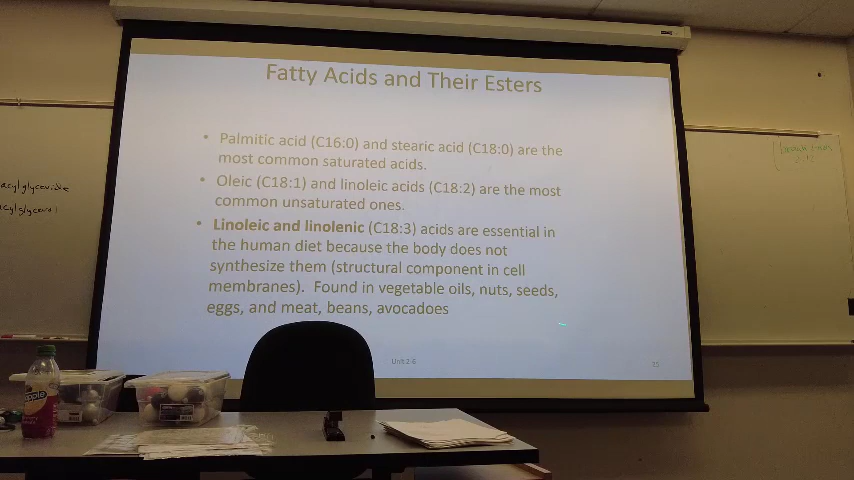 Fatty Acids and Their Esters
• Palmitic acid (C16:0) and stearic acid (C18:0) are the
most common saturated acids.
• Oleic (C18:1) and linoleic acids (C18:2) are the most
common unsaturated ones.
• Linoleic and linolenic (C18:3) acids are essential in
the human diet because the body does not
synthesize them (structural component in cell
membranes). Found in vegetable oils, nuts, seeds,
eggs, and meat, beans, avocadoes
Unit 2-6
15
acylglyceride
acylglycerol
apple